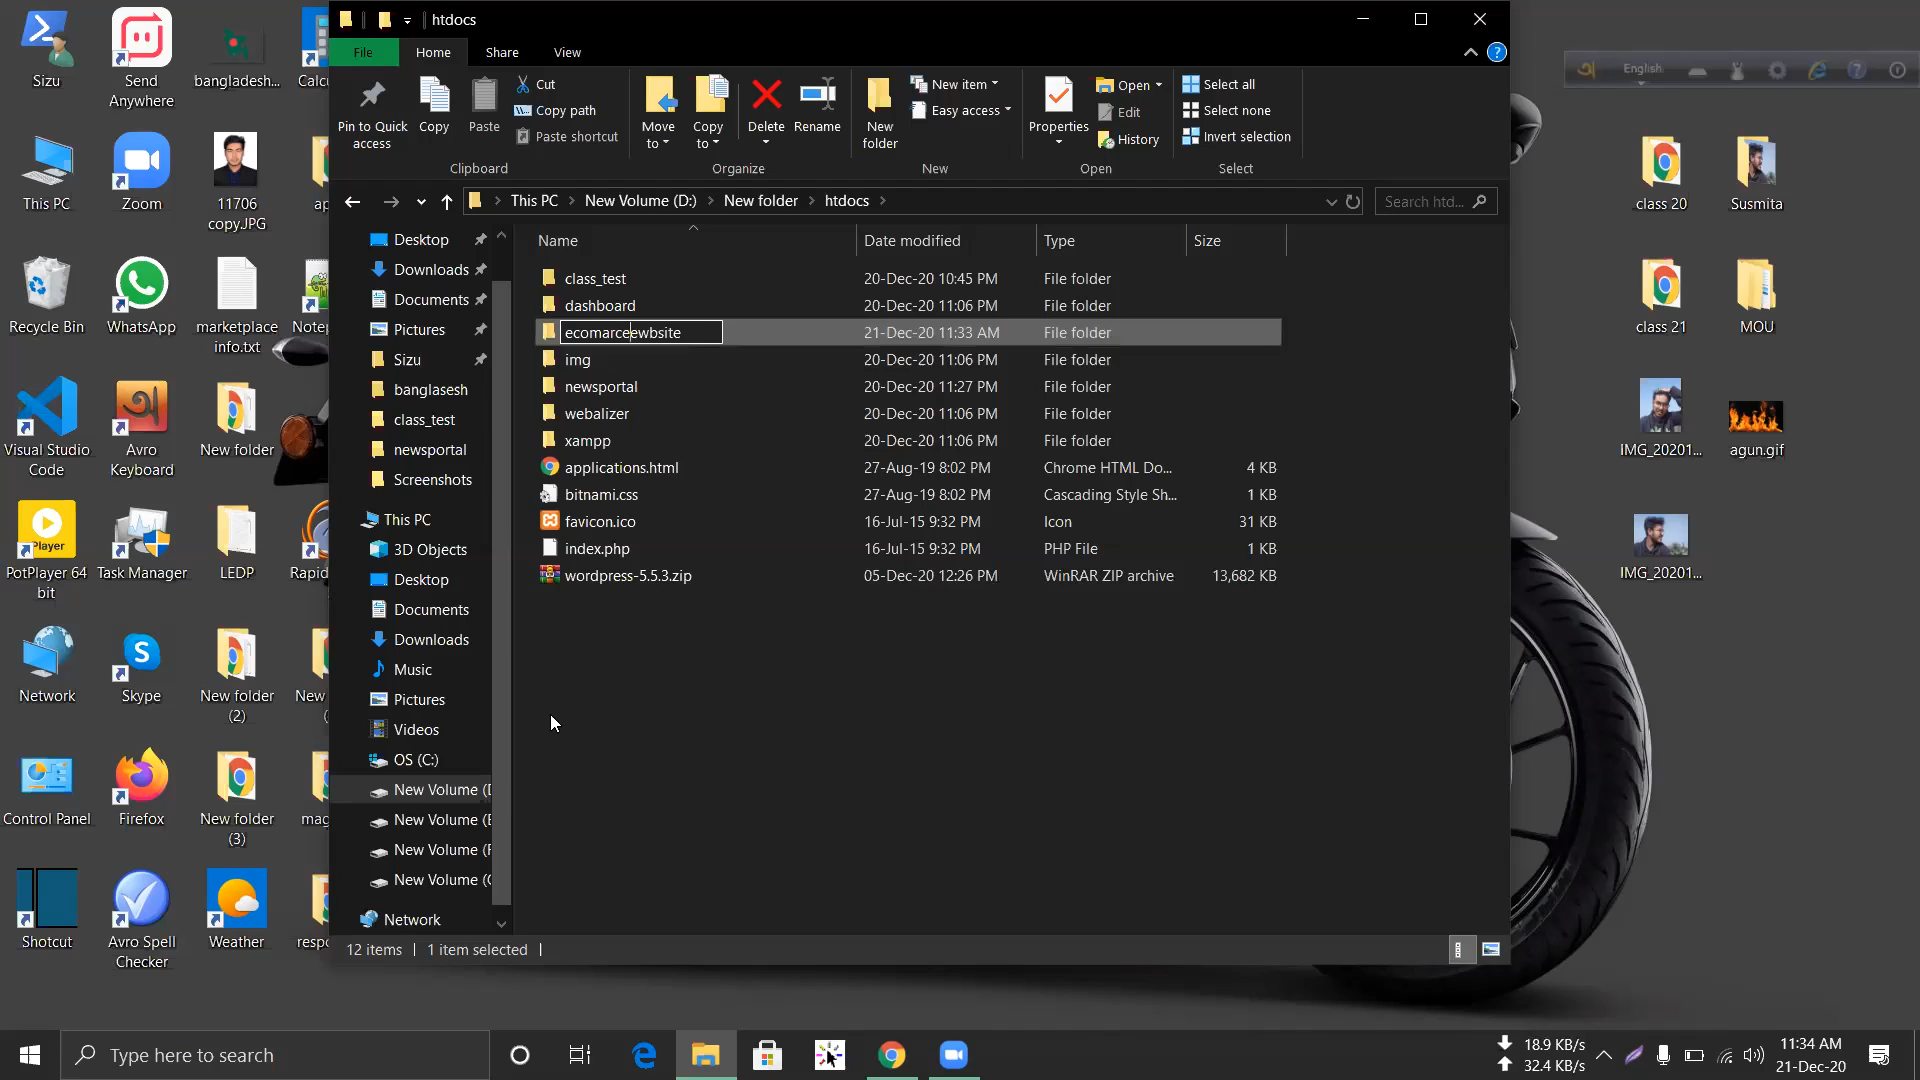 htdocs
File Home Share View
Pin to Quick access
Copy
Paste
Cut
Copy path
Paste shortcut
Clipboard
Move to
Copy to
Delete
Rename
Organize
New folder
New item
Easy access
New
Properties
Open
Edit
History
Open
Select all
Select none
Invert selection
Select
This PC New Volume (D:) New folder htdocs
Search htd...
Name Date modified Type Size
class_test 20-Dec-20 10:45 PM File folder
dashboard 20-Dec-20 11:06 PM File folder
ecomarceewbsite 21-Dec-20 11:33 AM File folder
img 20-Dec-20 11:06 PM File folder
newsportal 20-Dec-20 11:27 PM File folder
webalizer 20-Dec-20 11:06 PM File folder
xampp 20-Dec-20 11:06 PM File folder
applications.html 27-Aug-19 8:02 PM Chrome HTML Do... 4 KB
bitnami.css 27-Aug-19 8:02 PM Cascading Style Sh... 1 KB
favicon.ico 16-Jul-15 9:32 PM Icon 31 KB
index.php 16-Jul-15 9:32 PM PHP File 1 KB
wordpress-5.5.3.zip 05-Dec-20 12:26 PM WinRAR ZIP archive 13,682 KB
Desktop
Downloads
Documents
Pictures
Sizu
banglasesh
class_test
newsportal
Screenshots
This PC
3D Objects
Desktop
Documents
Downloads
Music
Pictures
Videos
OS (C:)
New Volume (D
New Volume (E
New Volume (F
New Volume (G
Network
12 items 1 item selected
Sizu
Send Anywhere
bangladesh...
Calc
This PC
Zoom
11706 copy.JPG
ap
Recycle Bin
WhatsApp
marketplace info.txt
Notep
Visual Studio Code
Avro Keyboard
New folder
Player
PotPlayer 64 bit
Task Manager
LEDP
Rapid
Network
Skype
New folder (2)
New (
Control Panel
Firefox
New folder (3)
mag
Shotcut
Avro Spell Checker
Weather
respo
অ English
class 20
Susmita
class 21
MOU
IMG_20201...
agun.gif
IMG_20201...
Type here to search
18.9 KB/s
32.4 KB/s
11:34 AM
21-Dec-20